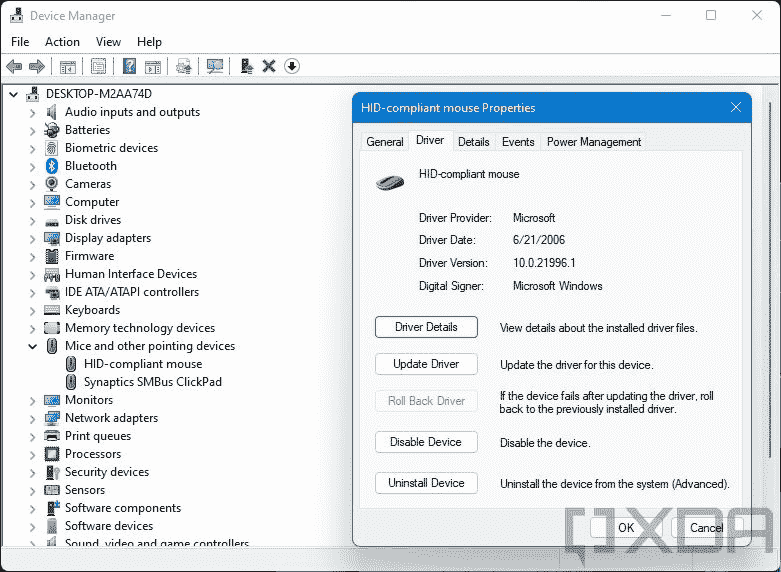 Device Manager
File Action View Help
DESKTOP-M2AA74D
Audio inputs and outputs
Batteries
Biometric devices
Bluetooth
Cameras
Computer
Disk drives
Display adapters
Firmware
Human Interface Devices
IDE ATA/ATAPI controllers
Keyboards
Memory technology devices
Mice and other pointing devices
HID-compliant mouse
Synaptics SMBus ClickPad
Monitors
Network adapters
Print queues
Processors
Security devices
Sensors
Software components
Software devices
Sound, video and game controllers
HID-compliant mouse Properties
General Driver Details Events Power Management
HID-compliant mouse
Driver Provider: Microsoft
Driver Date: 6/21/2006
Driver Version: 10.0.21996.1
Digital Signer: Microsoft Windows
Driver Details View details about the installed driver files.
Update Driver Update the driver for this device.
Roll Back Driver If the device fails after updating the driver, roll
back to the previously installed driver.
Disable Device Disable the device.
Uninstall Device Uninstall the device from the system (Advanced).
OK Cancel
XDA